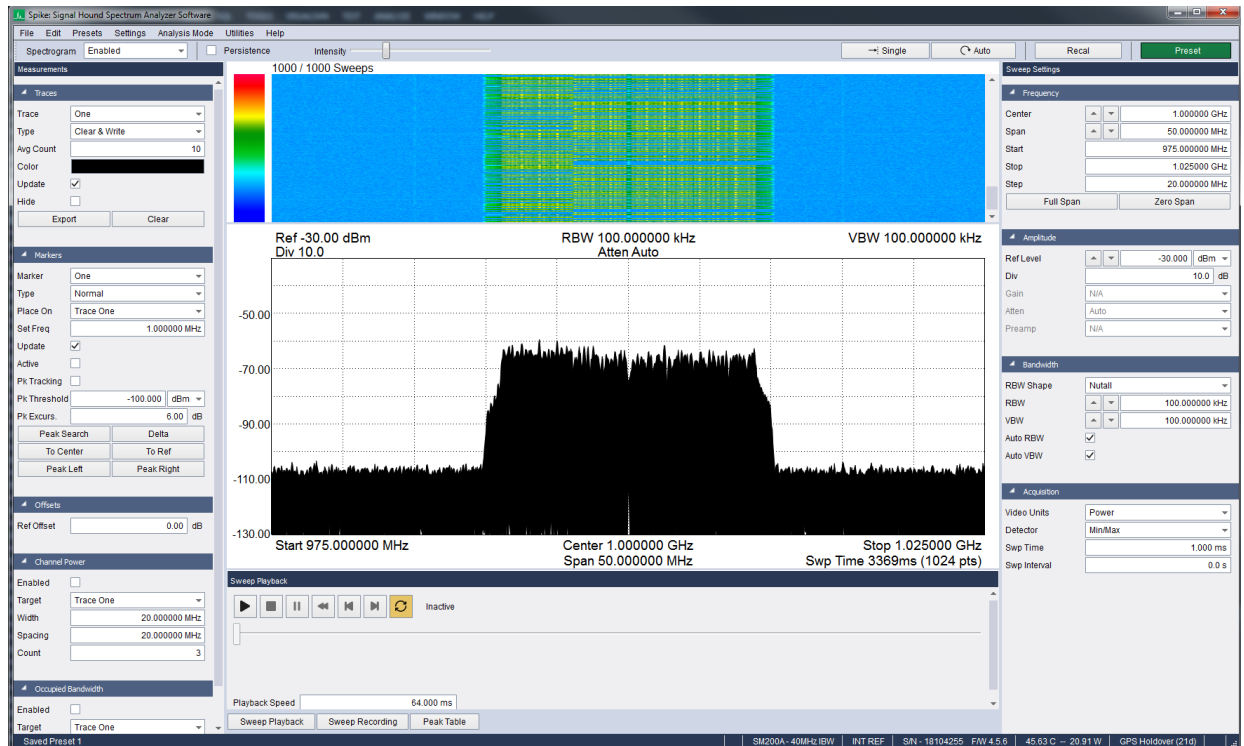 Spike: Signal Hound Spectrum Analyzer Software
File Edit Presets Settings Analysis Mode Utilities Help
Spectrogram Enabled Persistence Intensity Single Auto Recal Preset
Measurements
Traces
Trace One
Type Clear & Write
Avg Count 10
Color
Update
Hide
Export Clear
Markers
Marker One
Type Normal
Place On Trace One
Set Freq 1.000000 MHz
Update
Active
Pk Tracking
Pk Threshold -100.000 dBm
Pk Excurs. 6.00 dB
Peak Search Delta
To Center To Ref
Peak Left Peak Right
Offsets
Ref Offset 0.00 dB
Channel Power
Enabled
Target Trace One
Width 20.000000 MHz
Spacing 20.000000 MHz
Count 3
Occupied Bandwidth
Enabled
Target Trace One
1000 / 1000 Sweeps
Ref -30.00 dBm RBW 100.000000 kHz VBW 100.000000 kHz
Div 10.0 Atten Auto
-50.00
-70.00
-90.00
-110.00
-130.00
Start 975.000000 MHz Center 1.000000 GHz Stop 1.025000 GHz
Span 50.000000 MHz Swp Time 3369ms (1024 pts)
Sweep Playback
Inactive
Playback Speed 64.000 ms
Sweep Playback Sweep Recording Peak Table
Sweep Settings
Frequency
Center 1.000000 GHz
Span 50.000000 MHz
Start 975.000000 MHz
Stop 1.025000 GHz
Step 20.000000 MHz
Full Span Zero Span
Amplitude
Ref Level -30.000 dBm
Div 10.0 dB
Gain N/A
Atten Auto
Preamp N/A
Bandwidth
RBW Shape Nutall
RBW 100.000000 kHz
VBW 100.000000 kHz
Auto RBW
Auto VBW
Acquisition
Video Units Power
Detector Min/Max
Swp Time 1.000 ms
Swp Interval 0.0 s
Saved Preset 1 SM200A - 40MHz IBW INT REF S/N - 18104255 F/W 4.5.6 45.63 C -- 20.91 W GPS Holdover (21d)